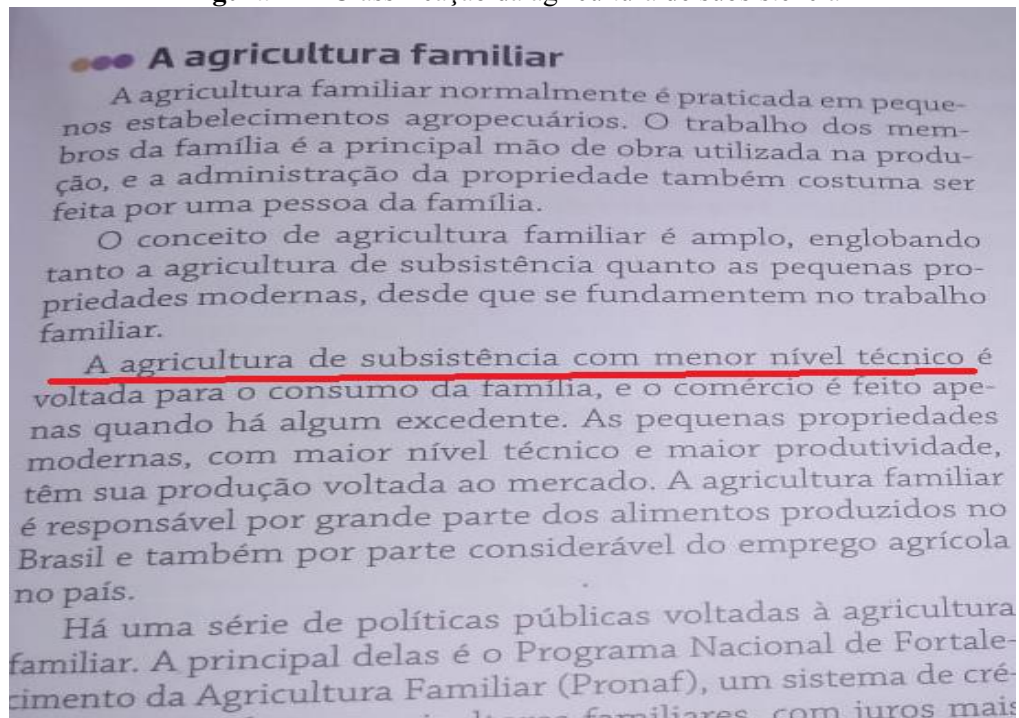 A agricultura familiar
A agricultura familiar normalmente é praticada em peque-
nos estabelecimentos agropecuários. O trabalho dos mem-
bros da família é a principal mão de obra utilizada na produ-
ção, e a administração da propriedade também costuma ser
feita por uma pessoa da família.
O conceito de agricultura familiar é amplo, englobando
tanto a agricultura de subsistência quanto as pequenas pro-
priedades modernas, desde que se fundamentem no trabalho
familiar.
A agricultura de subsistência com menor nível técnico é
voltada para o consumo da família, e o comércio é feito ape-
nas quando há algum excedente. As pequenas propriedades
modernas, com maior nível técnico e maior produtividade,
têm sua produção voltada ao mercado. A agricultura familiar
é responsável por grande parte dos alimentos produzidos no
Brasil e também por parte considerável do emprego agrícola
no país.
Há uma série de políticas públicas voltadas à agricultura
familiar. A principal delas é o Programa Nacional de Fortale-
cimento da Agricultura Familiar (Pronaf), um sistema de cré-
familiares, com juros mais